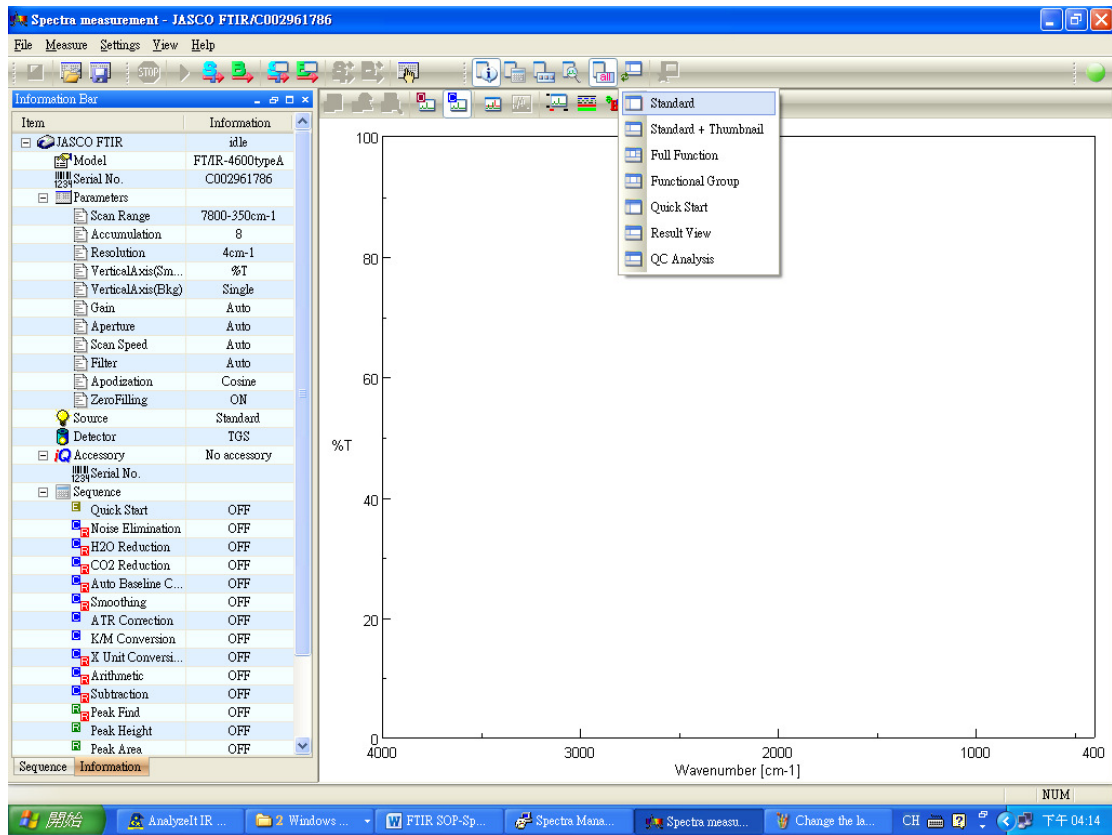 Spectra measurement - JASCO FTIR/C002961786
File Measure Settings View Help
STOP
Information Bar
Item Information
JASCO FTIR idle
Model FT/IR-4600typeA
Serial No. C002961786
Parameters
Scan Range 7800-350cm-1
Accumulation 8
Resolution 4cm-1
VerticalAxis(Sm... %T
VerticalAxis(Bkg) Single
Gain Auto
Aperture Auto
Scan Speed Auto
Filter Auto
Apodization Cosine
ZeroFilling ON
Source Standard
Detector TGS
iQ Accessory No accessory
Serial No.
Sequence
Quick Start OFF
Noise Elimination OFF
H2O Reduction OFF
CO2 Reduction OFF
Auto Baseline C... OFF
Smoothing OFF
ATR Correction OFF
K/M Conversion OFF
X Unit Conversi... OFF
Arithmetic OFF
Subtraction OFF
Peak Find OFF
Peak Height OFF
Peak Area OFF
Sequence Information
Standard
Standard + Thumbnail
Full Function
Functional Group
Quick Start
Result View
QC Analysis
100
80
60
%T
40
20
0
4000 3000 2000 1000 400
Wavenumber [cm-1]
NUM
開始 AnalyzeIt IR ... 2 Windows ... FTIR SOP-Sp... Spectra Mana... Spectra measu... Change the la... CH 下午 04:14